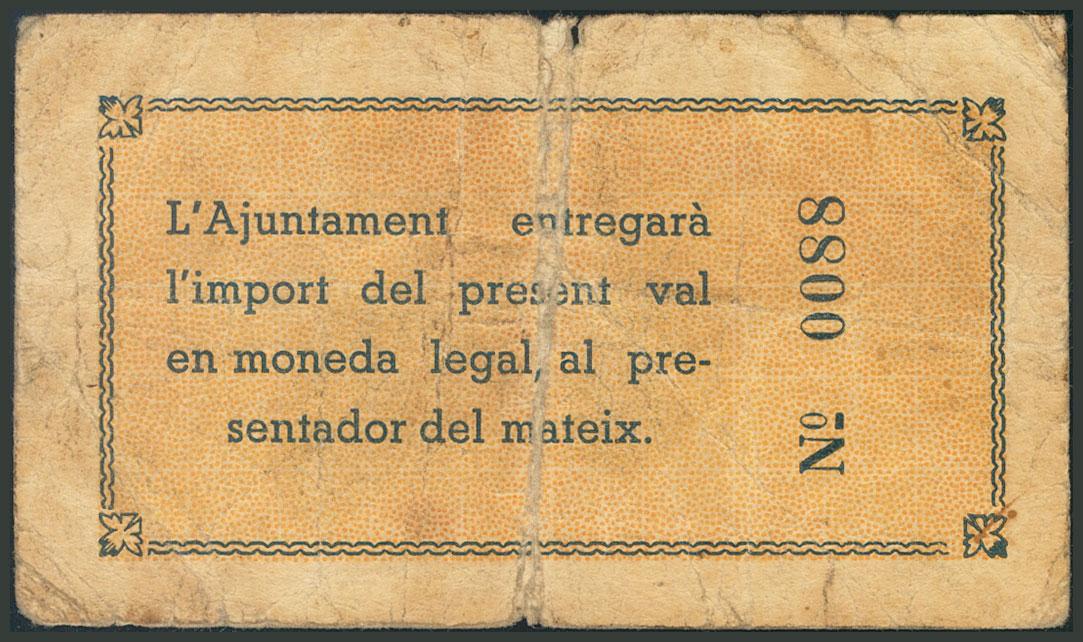 L'Ajuntament entregarà
l'import del present val
en moneda legal, al pre-
sentador del mateix.
Nº 0088